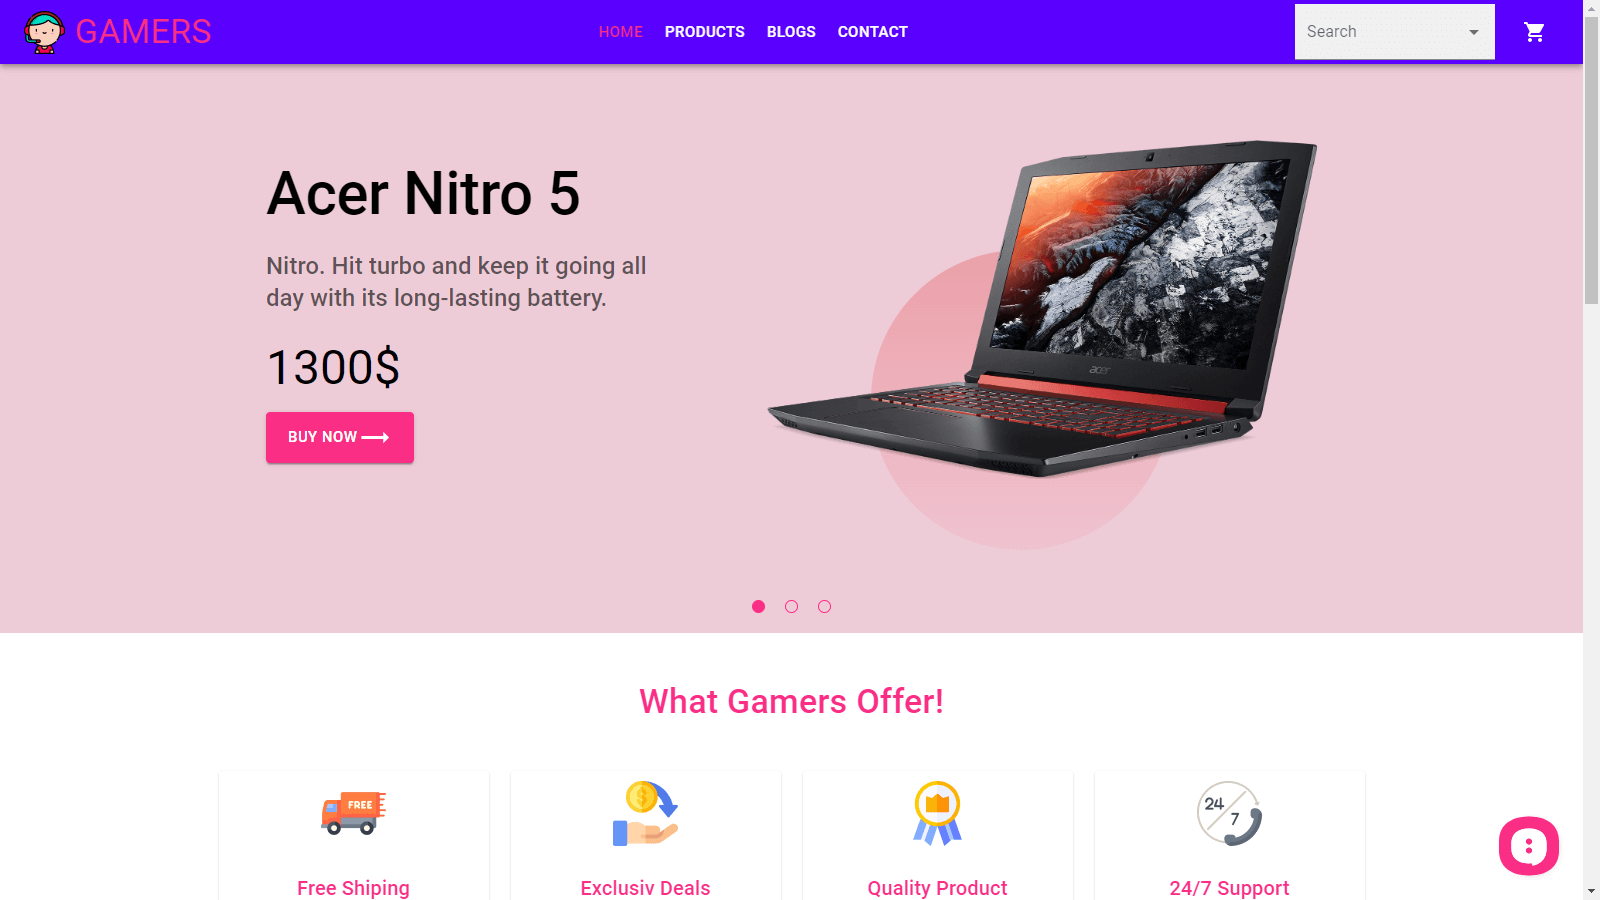 GAMERS
HOME
PRODUCTS
BLOGS
CONTACT
Search
Acer Nitro 5
Nitro. Hit turbo and keep it going all
day with its long-lasting battery.
1300$
BUY NOW
acer
What Gamers Offer!
FREE
24
7
Free Shiping
Exclusiv Deals
Quality Product
24/7 Support